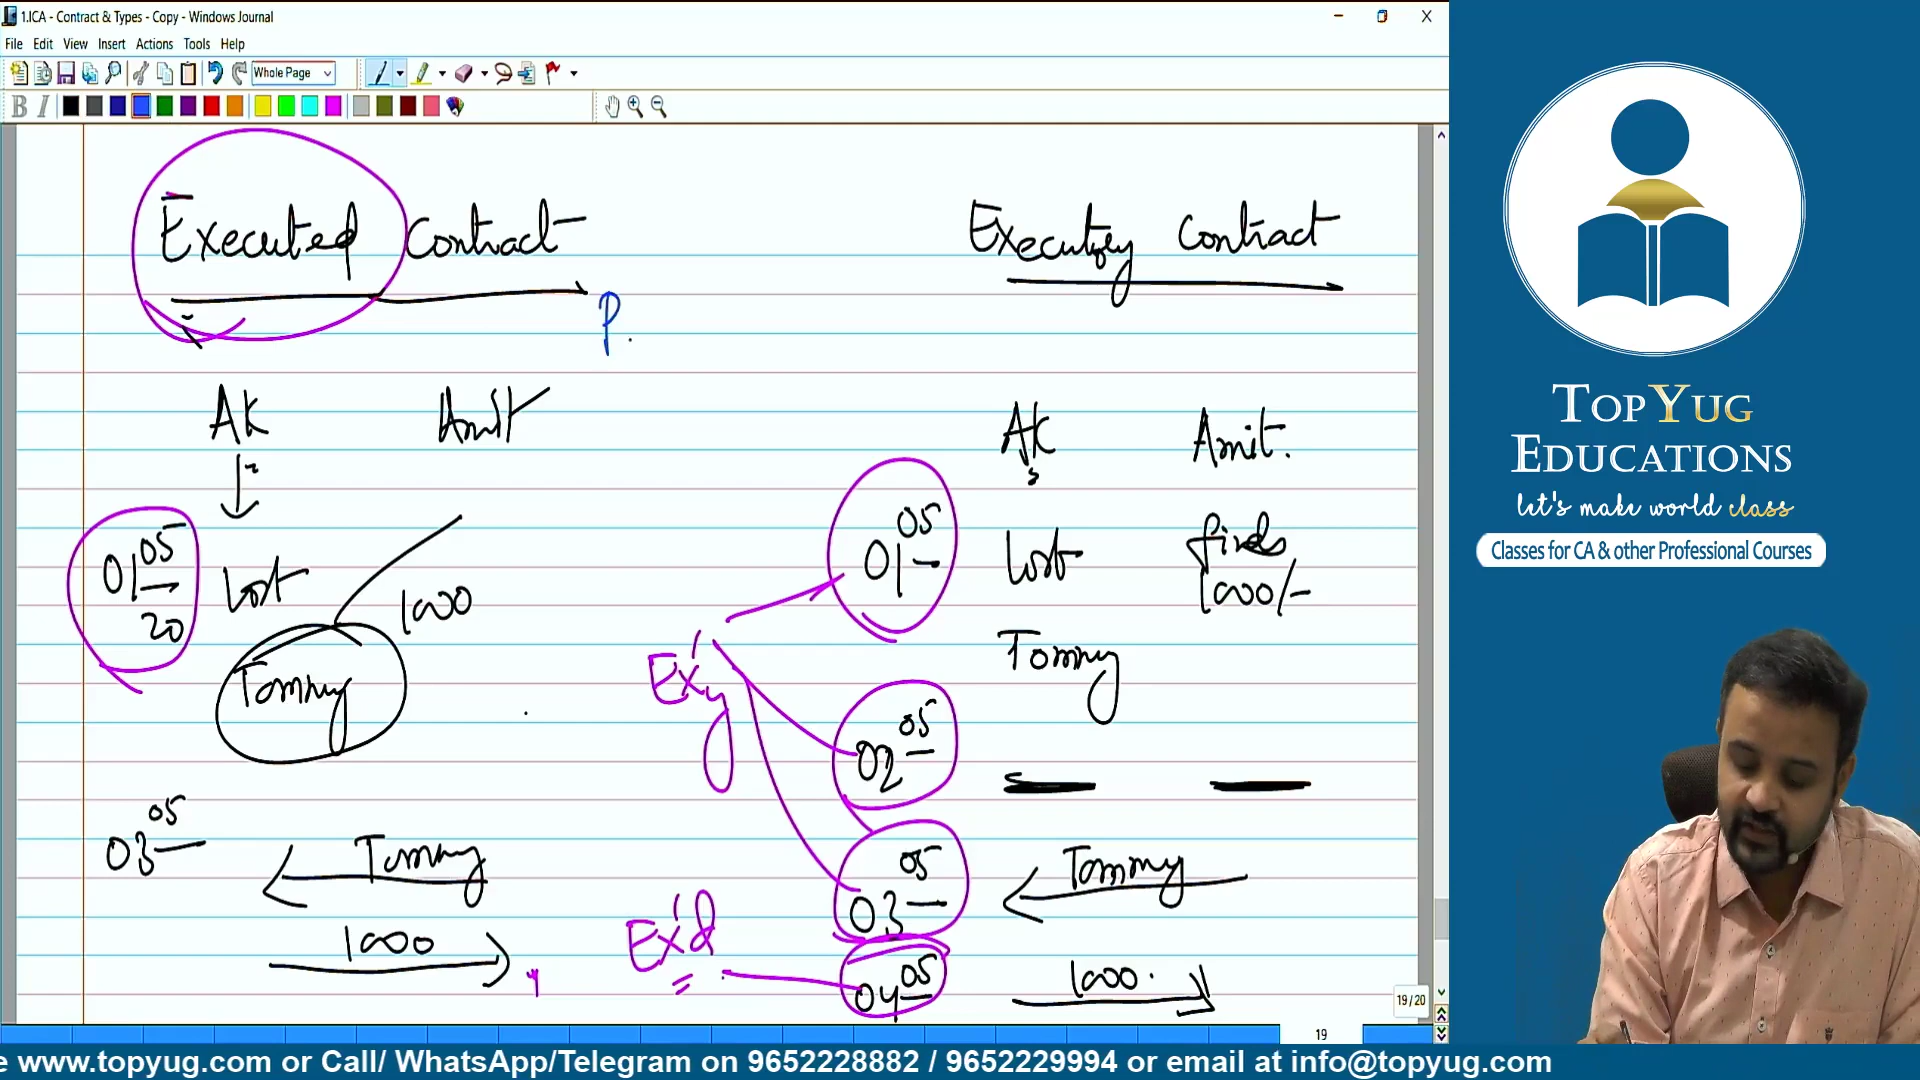 1.ICA - Contract & Types - Copy - Windows Journal
File Edit View Insert Actions Tools Help
Whole Page
B I
Executed Contract
P.
AK Amit
01 05
20
Lost
1000
Tommy
03 05
Tommy
1000
Executory Contract
AK Amit.
01 05
Lost finds
1000/-
Tommy
Ex'y
02 05
03 05
Tommy
Ex'd
04 05
1000.
19/20
19
TOPYUG
EDUCATIONS
let's make world class
Classes for CA & other Professional Courses
e www.topyug.com or Call/ WhatsApp/Telegram on 9652228882 / 9652229994 or email at info@topyug.com